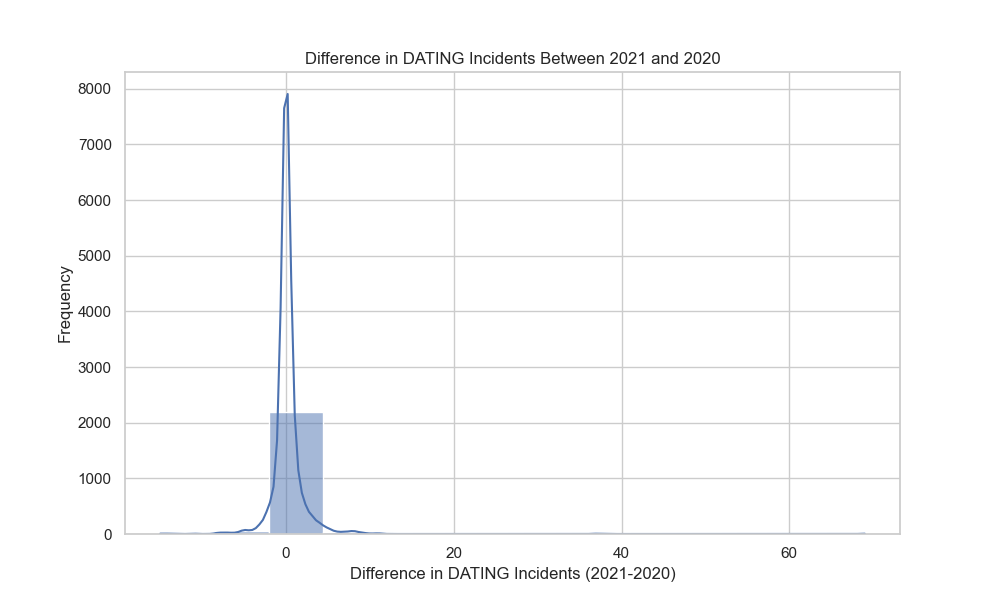 Difference in DATING Incidents Between 2021 and 2020
8000
7000
6000
5000
4000
3000
2000
1000
0
Frequency
0 20 40 60
Difference in DATING Incidents (2021-2020)